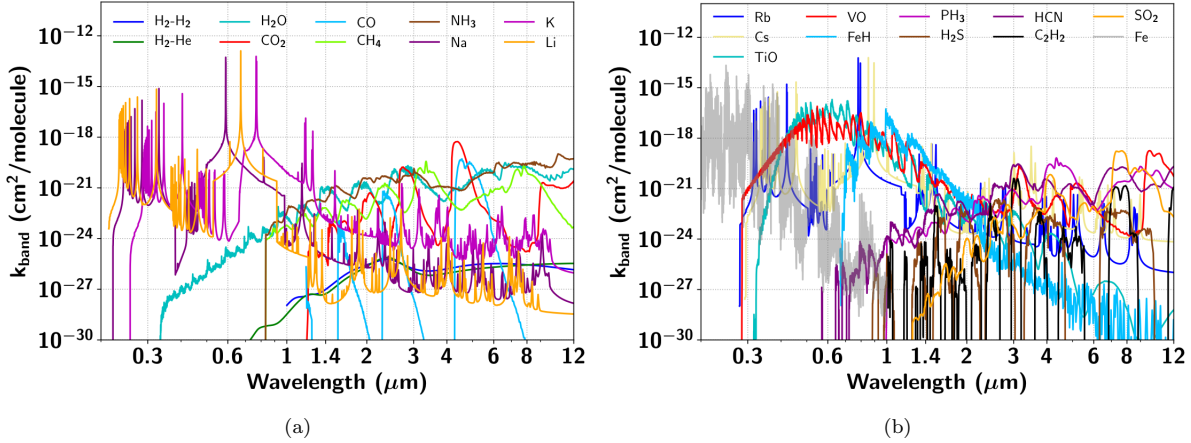 H₂-H₂ H₂O CO NH₃ K
H₂-He CO₂ CH₄ Na Li
10⁻¹²
10⁻¹⁵
10⁻¹⁸
10⁻²¹
10⁻²⁴
10⁻²⁷
10⁻³⁰
k_band (cm²/molecule)
0.3 0.6 1 1.4 2 3 4 6 8 12
Wavelength (μm)
(a)
Rb VO PH₃ HCN SO₂
Cs FeH H₂S C₂H₂ Fe
TiO
10⁻¹²
10⁻¹⁵
10⁻¹⁸
10⁻²¹
10⁻²⁴
10⁻²⁷
10⁻³⁰
k_band (cm²/molecule)
0.3 0.6 1 1.4 2 3 4 6 8 12
Wavelength (μm)
(b)